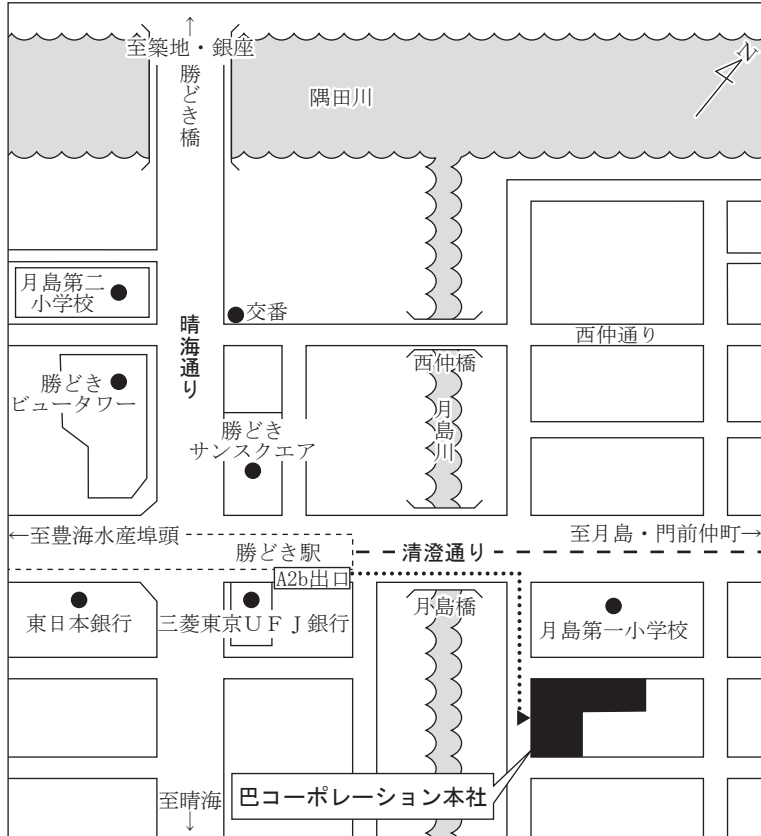 ↑
至築地・銀座
勝どき橋
N
隅田川
月島第二
小学校
交番
晴海通り
西仲通り
勝どき
ビュータワー
西仲橋
月島川
勝どき
サンスクエア
←至豊海水産埠頭
至月島・門前仲町→
勝どき駅
清澄通り
A2b出口
東日本銀行
三菱東京ＵＦＪ銀行
月島橋
月島第一小学校
至晴海
↓
巴コーポレーション本社